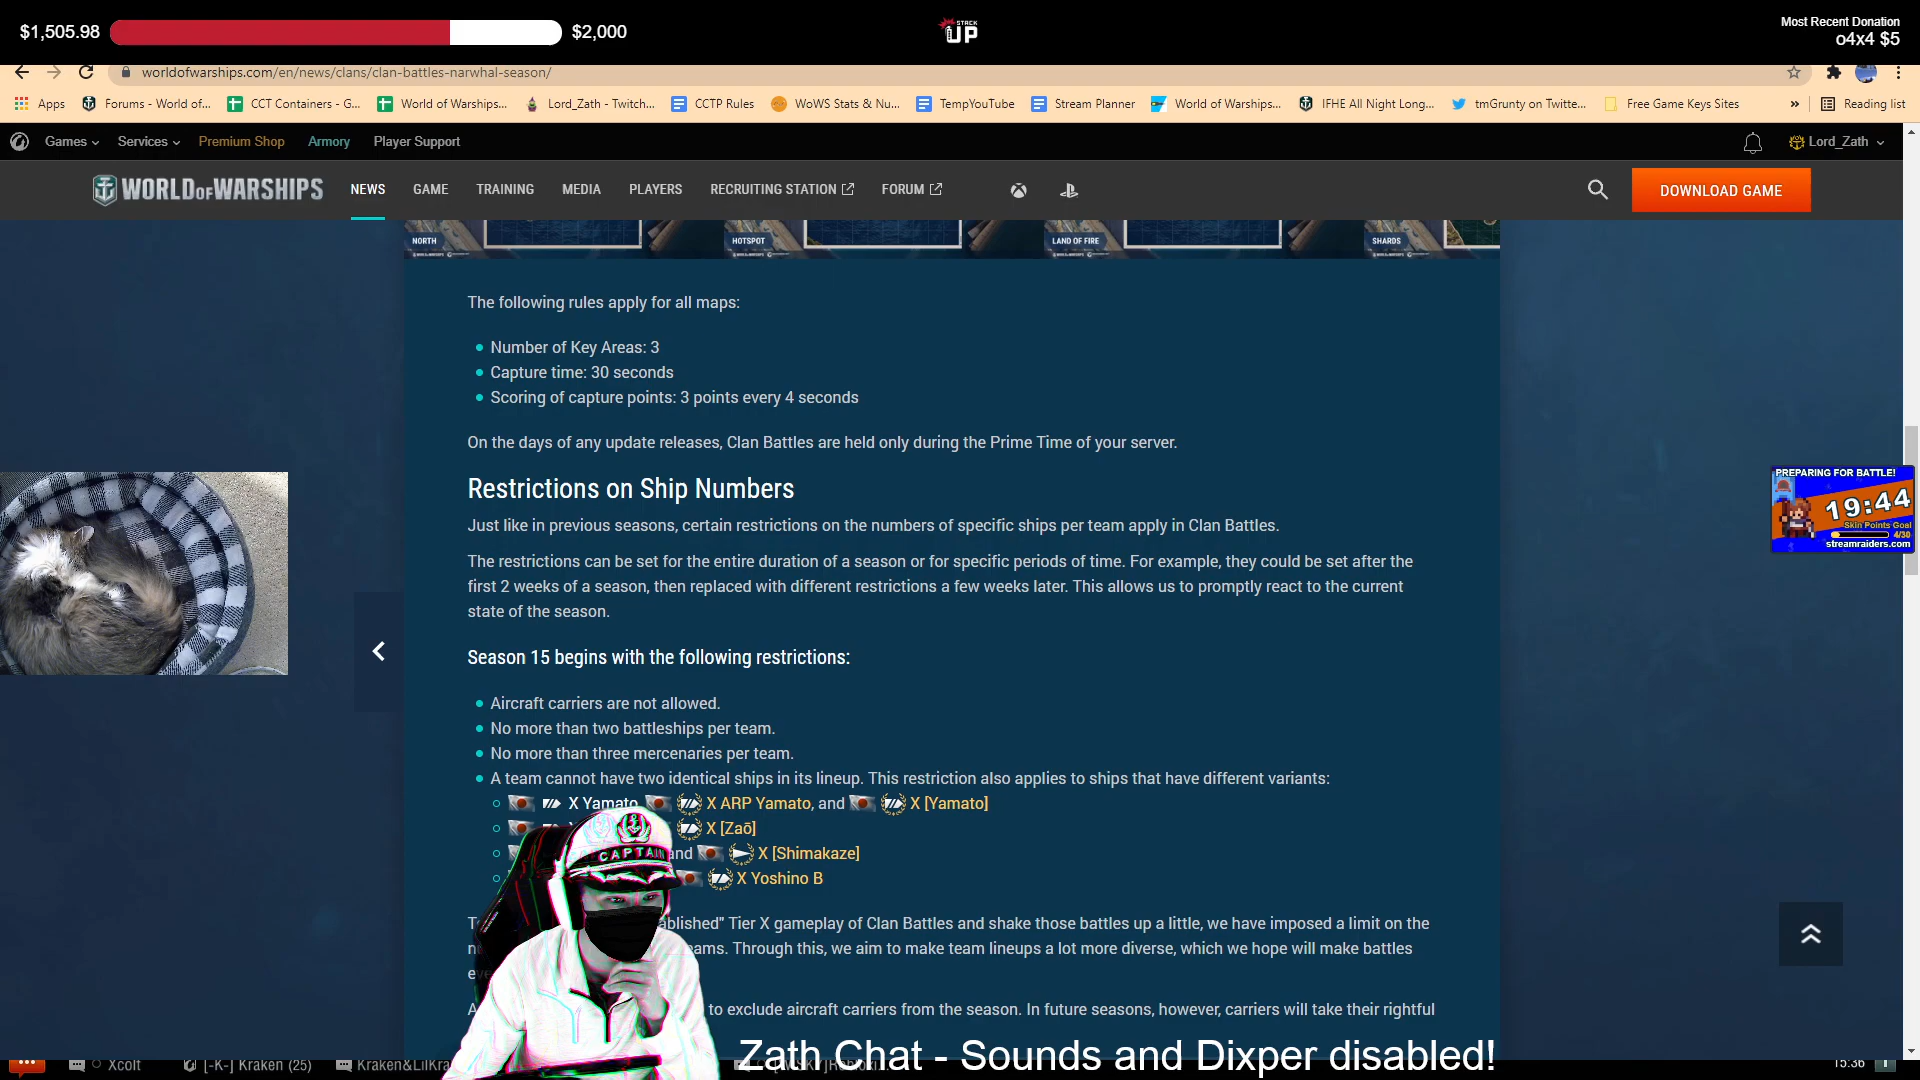 $1,505.98 $2,000 STACK UP Most Recent Donation
o4x4 $5
worldofwarships.com/en/news/clans/clan-battles-narwhal-season/
Apps Forums - World of... CCT Containers - G... World of Warships... Lord_Zath - Twitch... CCTP Rules WoWS Stats & Nu... TempYouTube Stream Planner World of Warships... IFHE All Night Long... tmGrunty on Twitte... Free Game Keys Sites » Reading list
Games Services Premium Shop Armory Player Support Lord_Zath
WORLD OF WARSHIPS NEWS GAME TRAINING MEDIA PLAYERS RECRUITING STATION FORUM DOWNLOAD GAME
NORTH HOTSPOT LAND OF FIRE SHARDS
The following rules apply for all maps:
Number of Key Areas: 3
Capture time: 30 seconds
Scoring of capture points: 3 points every 4 seconds
On the days of any update releases, Clan Battles are held only during the Prime Time of your server.
PREPARING FOR BATTLE!
19:44
Skin Points Goal
4/30
streamraiders.com
Restrictions on Ship Numbers
Just like in previous seasons, certain restrictions on the numbers of specific ships per team apply in Clan Battles.
The restrictions can be set for the entire duration of a season or for specific periods of time. For example, they could be set after the
first 2 weeks of a season, then replaced with different restrictions a few weeks later. This allows us to promptly react to the current
state of the season.
Season 15 begins with the following restrictions:
Aircraft carriers are not allowed.
No more than two battleships per team.
No more than three mercenaries per team.
A team cannot have two identical ships in its lineup. This restriction also applies to ships that have different variants:
X Yamato X ARP Yamato, and X [Yamato]
X [Zaō]
and X [Shimakaze]
X Yoshino B
CAPTAIN
ablished" Tier X gameplay of Clan Battles and shake those battles up a little, we have imposed a limit on the
ams. Through this, we aim to make team lineups a lot more diverse, which we hope will make battles
to exclude aircraft carriers from the season. In future seasons, however, carriers will take their rightful
Zath Chat - Sounds and Dixper disabled!
Xcolt [-K-] Kraken (25) Kraken&LilKra 15:36